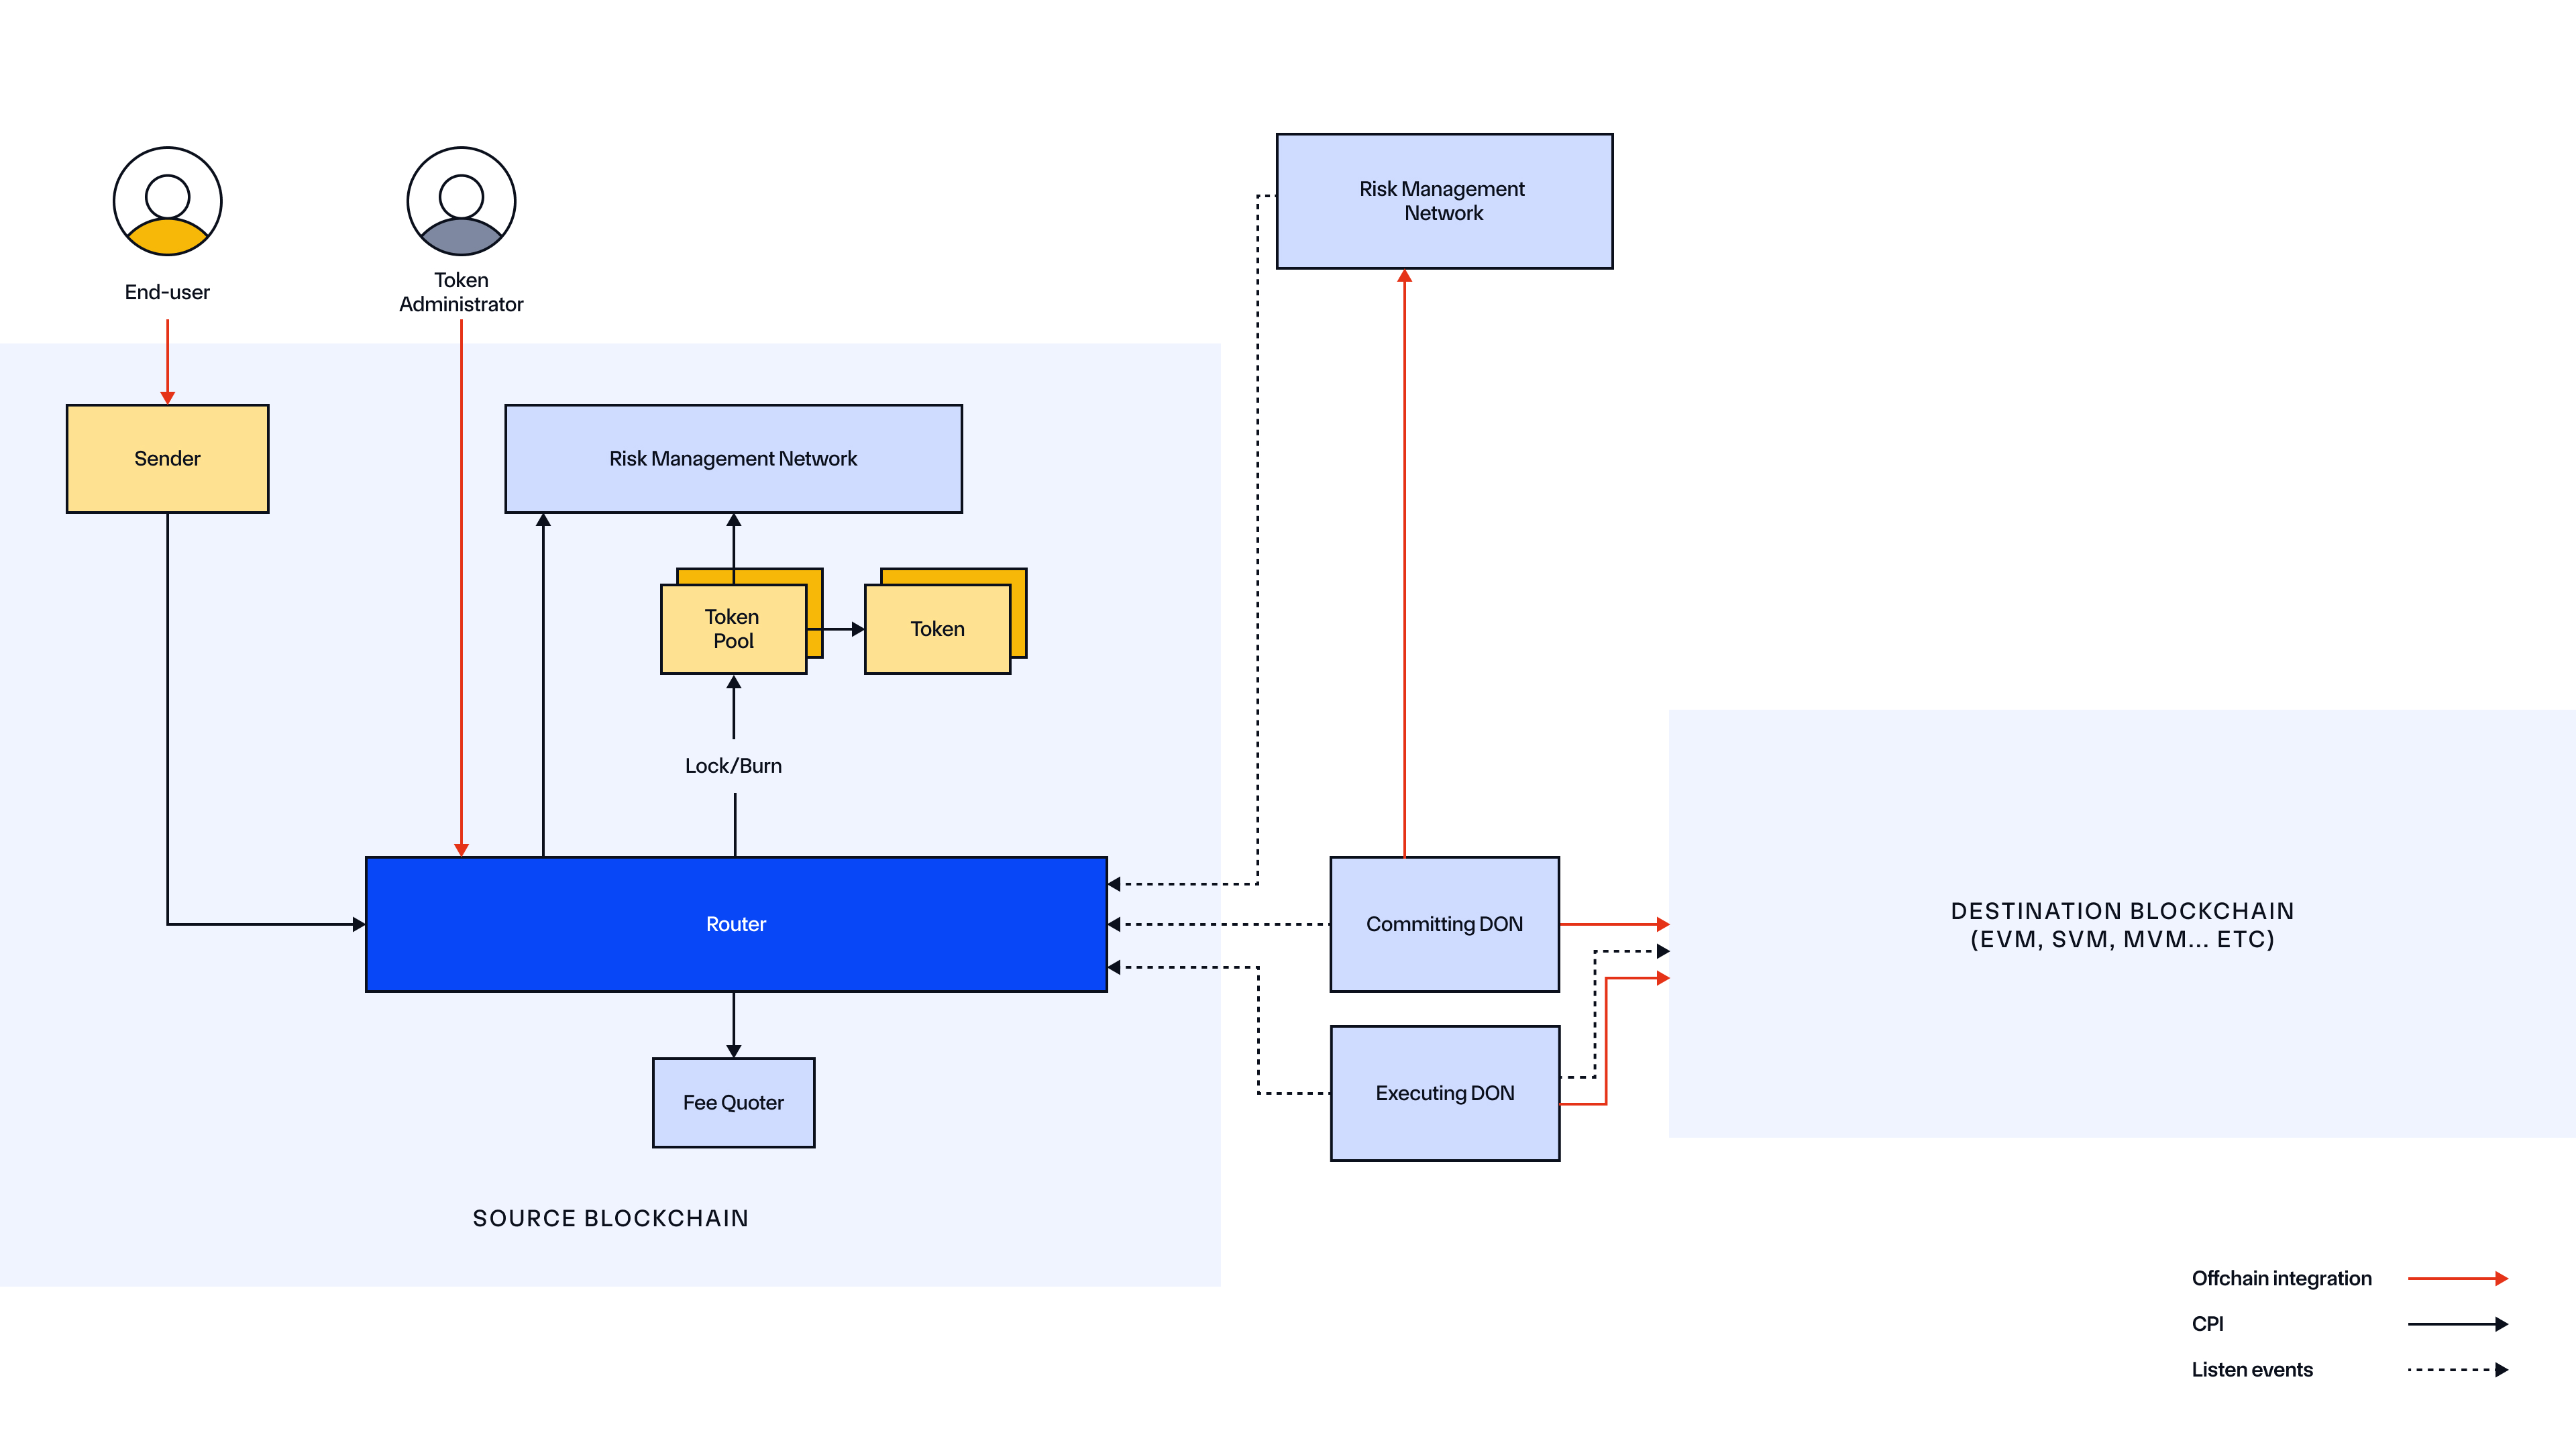 End-user
Token
Administrator
Risk Management
Network
Sender
Risk Management Network
Token
Pool
Token
Lock/Burn
Router
Committing DON
Executing DON
Fee Quoter
SOURCE BLOCKCHAIN
DESTINATION BLOCKCHAIN
(EVM, SVM, MVM... ETC)
Offchain integration
CPI
Listen events